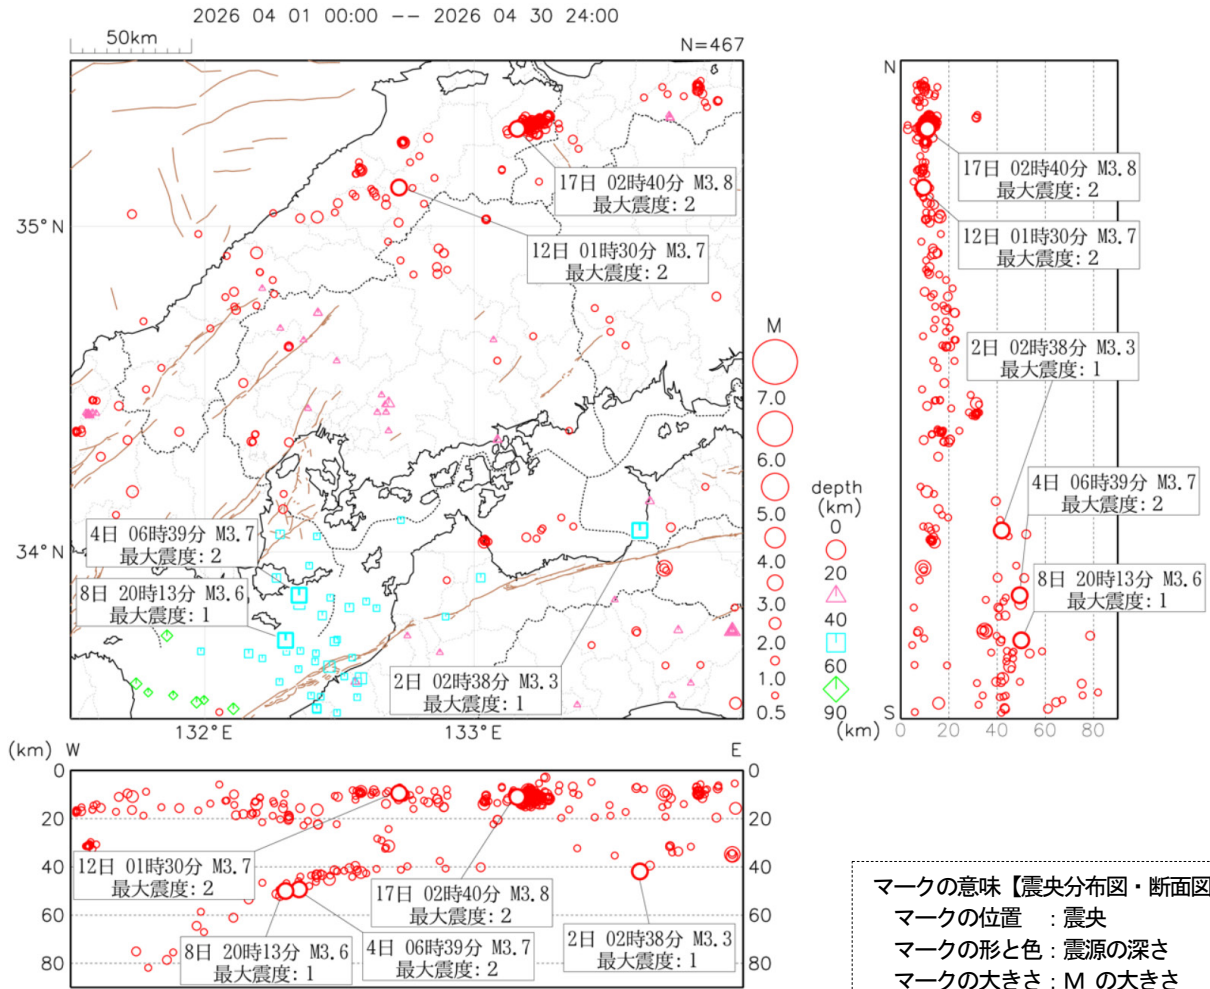 2026 04 01 00:00 -- 2026 04 30 24:00
50km
N=467
17日 02時40分 M3.8
最大震度: 2
12日 01時30分 M3.7
最大震度: 2
35°N
34°N
4日 06時39分 M3.7
最大震度: 2
8日 20時13分 M3.6
最大震度: 1
2日 02時38分 M3.3
最大震度: 1
132°E
133°E
M
7.0
6.0
5.0
4.0
3.0
2.0
1.0
0.5
depth
(km)
0
20
40
60
90
N
17日 02時40分 M3.8
最大震度: 2
12日 01時30分 M3.7
最大震度: 2
2日 02時38分 M3.3
最大震度: 1
4日 06時39分 M3.7
最大震度: 2
8日 20時13分 M3.6
最大震度: 1
S
(km)
0 20 40 60 80
(km) W
E
0
20
40
60
80
12日 01時30分 M3.7
最大震度: 2
17日 02時40分 M3.8
最大震度: 2
8日 20時13分 M3.6
最大震度: 1
4日 06時39分 M3.7
最大震度: 2
2日 02時38分 M3.3
最大震度: 1
0
20
40
60
80
マークの意味【震央分布図・断面図
マークの位置 : 震央
マークの形と色 : 震源の深さ
マークの大きさ : M の大きさ